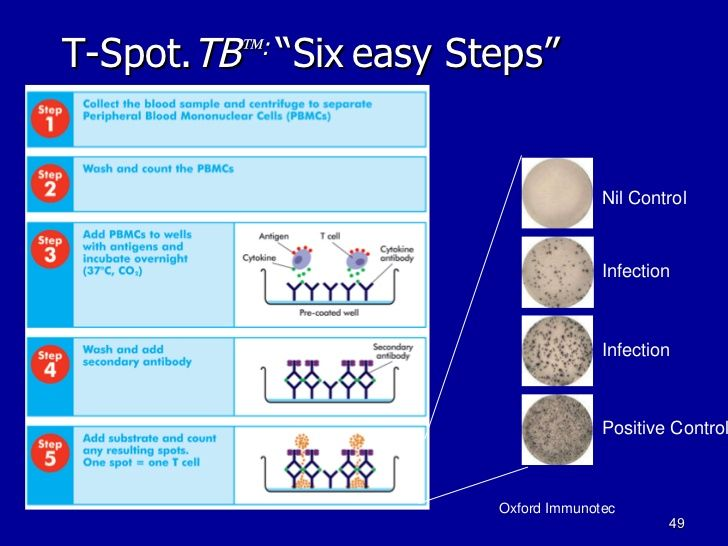 T-Spot.TB™: “Six easy Steps”
Step 1
Collect the blood sample and centrifuge to separate
Peripheral Blood Mononuclear Cells (PBMCs)
Step 2
Wash and count the PBMCs
Step 3
Add PBMCs to wells
with antigens and
incubate overnight
(37°C, CO₂)
Antigen
T cell
Cytokine
Cytokine
antibody
Pre-coated well
Step 4
Wash and add
secondary antibody
Secondary
antibody
Step 5
Add substrate and count
any resulting spots.
One spot = one T cell
Nil Control
Infection
Infection
Positive Control
Oxford Immunotec
49